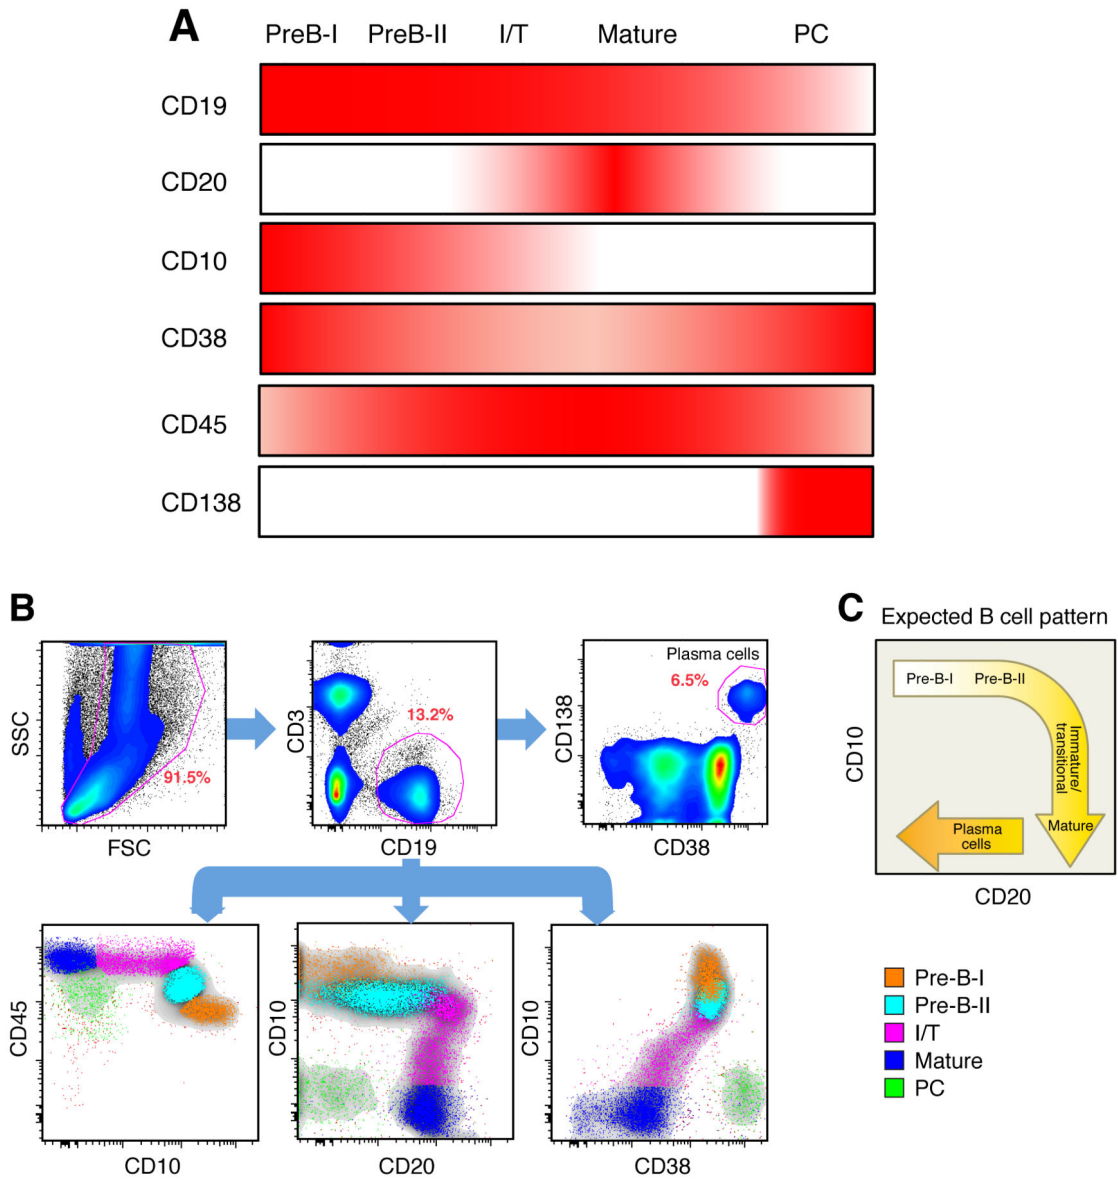 A
PreB-I PreB-II I/T Mature PC
CD19
CD20
CD10
CD38
CD45
CD138
B
SSC
91.5%
FSC
CD3
13.2%
CD19
CD138
Plasma cells
6.5%
CD38
CD45
CD10
CD10
CD20
CD10
CD38
C
Expected B cell pattern
CD10
Pre-B-I Pre-B-II
Immature/
transitional
Mature
Plasma
cells
CD20
Pre-B-I
Pre-B-II
I/T
Mature
PC